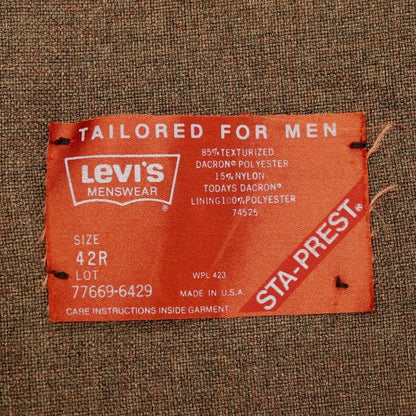 TAILORED FOR MEN
Levi's®
MENSWEAR
85% TEXTURIZED
DACRON® POLYESTER
15% NYLON
TODAYS DACRON®
LINING 100% POLYESTER
74525
SIZE
42R
LOT
77669-6429
WPL 423
MADE IN U.S.A.
CARE INSTRUCTIONS INSIDE GARMENT
STA-PREST®